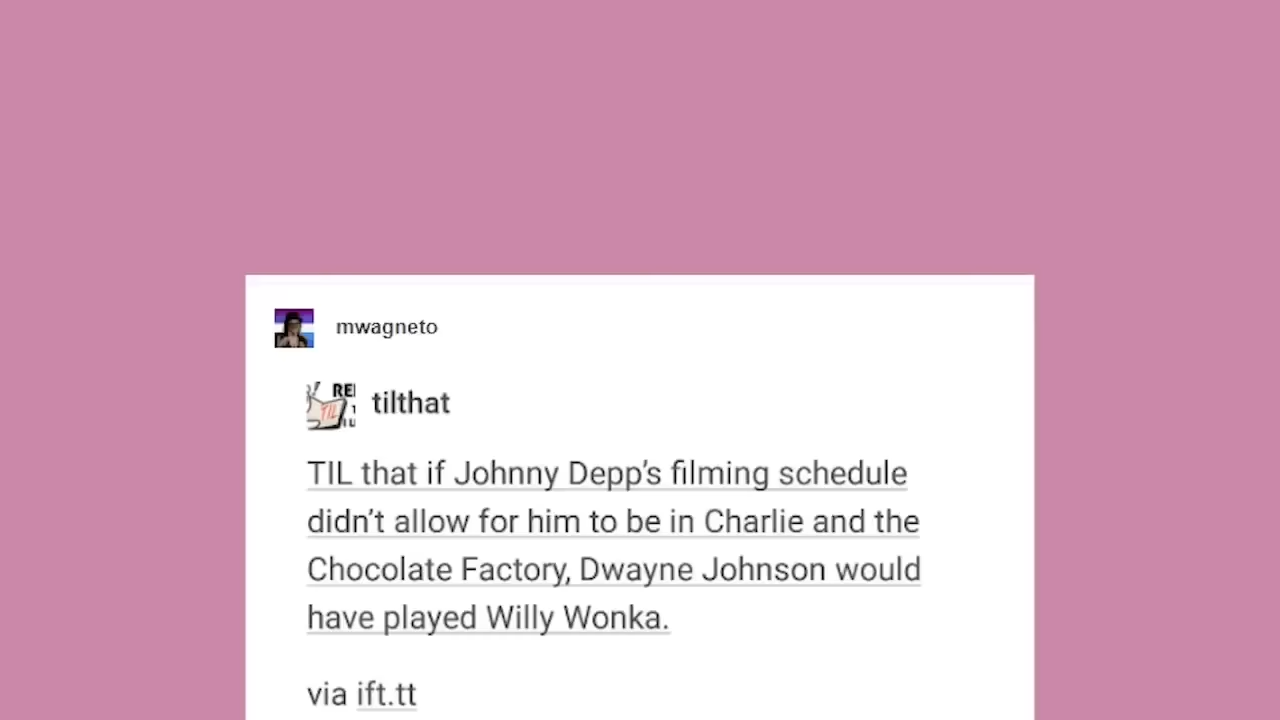 mwagneto
tilthat
TIL that if Johnny Depp’s filming schedule
didn’t allow for him to be in Charlie and the
Chocolate Factory, Dwayne Johnson would
have played Willy Wonka.
via ift.tt